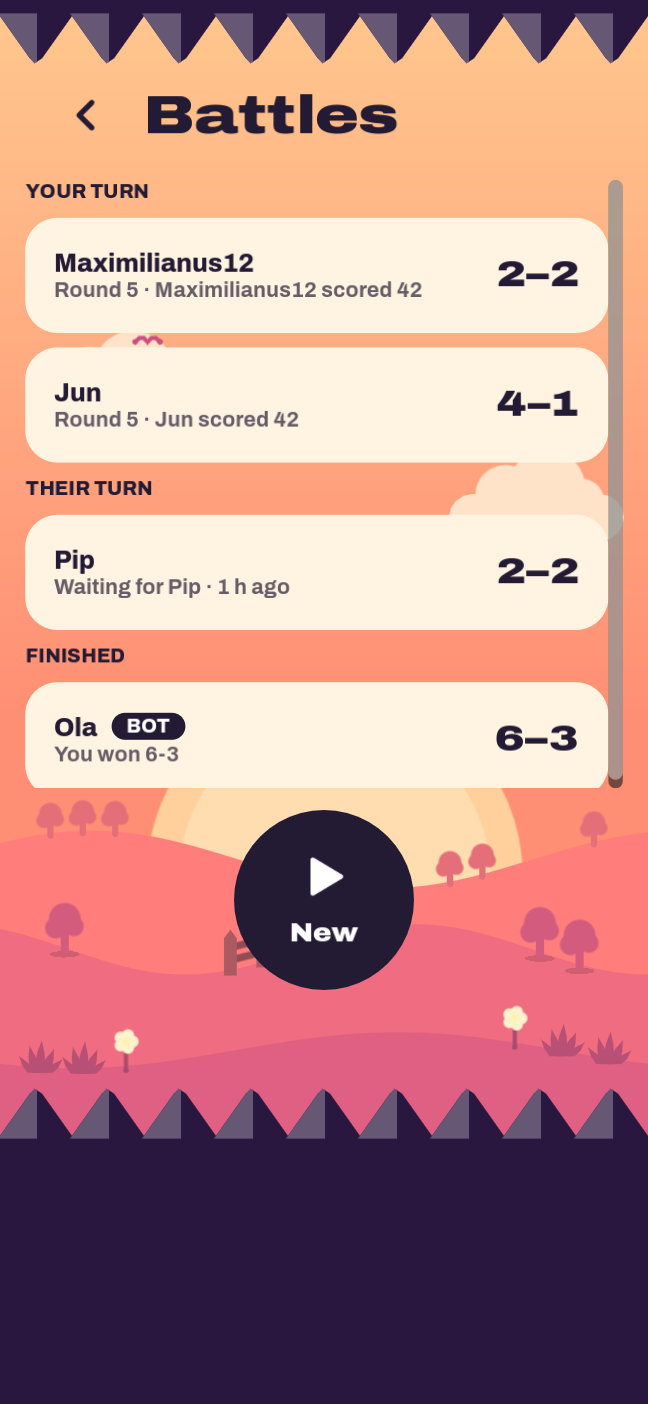 Battles
YOUR TURN
Maximilianus12
Round 5 · Maximilianus12 scored 42
2–2
Jun
Round 5 · Jun scored 42
4–1
THEIR TURN
Pip
Waiting for Pip · 1 h ago
2–2
FINISHED
Ola BOT
You won 6-3
6–3
New